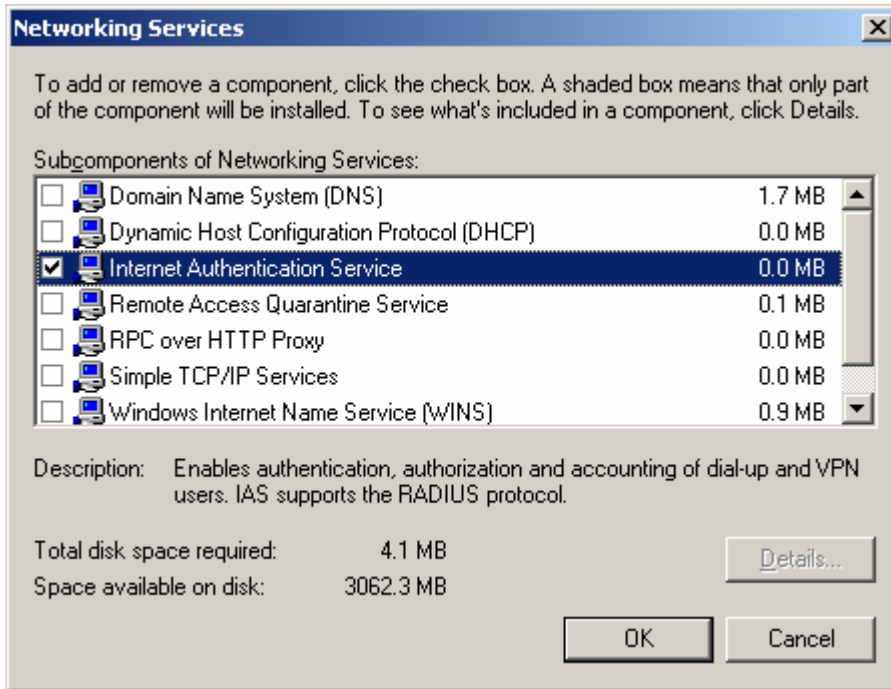 Networking Services
To add or remove a component, click the check box. A shaded box means that only part
of the component will be installed. To see what's included in a component, click Details.
Subcomponents of Networking Services:
Domain Name System (DNS) 1.7 MB
Dynamic Host Configuration Protocol (DHCP) 0.0 MB
Internet Authentication Service 0.0 MB
Remote Access Quarantine Service 0.1 MB
RPC over HTTP Proxy 0.0 MB
Simple TCP/IP Services 0.0 MB
Windows Internet Name Service (WINS) 0.9 MB
Description: Enables authentication, authorization and accounting of dial-up and VPN
users. IAS supports the RADIUS protocol.
Total disk space required: 4.1 MB
Space available on disk: 3062.3 MB
Details...
OK Cancel